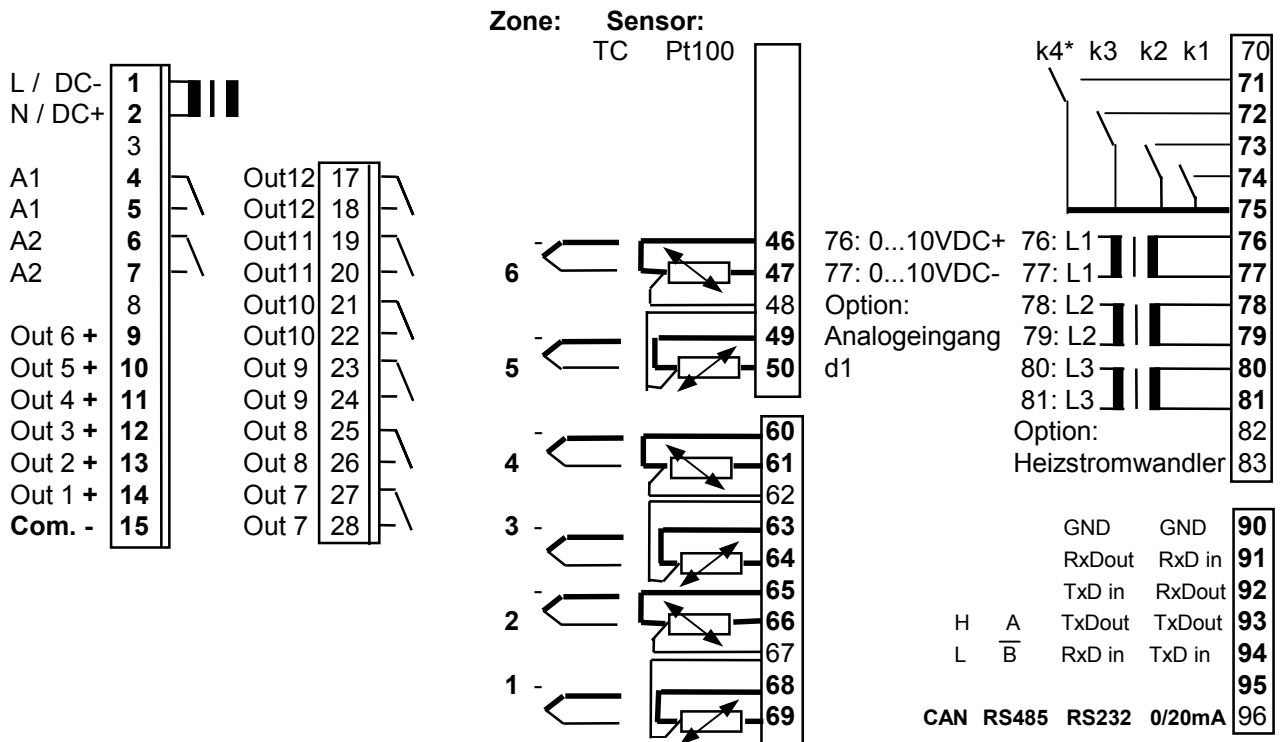 Zone: Sensor:
TC Pt100
L / DC- 1
N / DC+ 2
3
A1 4
A1 5
A2 6
A2 7
8
Out 6 + 9
Out 5 + 10
Out 4 + 11
Out 3 + 12
Out 2 + 13
Out 1 + 14
Com. - 15
Out12 17
Out12 18
Out11 19
Out11 20
Out10 21
Out10 22
Out 9 23
Out 9 24
Out 8 25
Out 8 26
Out 7 27
Out 7 28
- 46
6 47
48
- 49
5 50
- 60
4 61
62
3 - 63
64
- 65
2 66
67
1 - 68
69
k4* k3 k2 k1 70
71
72
73
74
75
76: 0...10VDC+ 76: L1 76
77: 0...10VDC- 77: L1 77
Option: 78: L2 78
Analogeingang 79: L2 79
d1 80: L3 80
81: L3 81
Option: 82
Heizstromwandler 83
GND GND 90
RxDout RxD in 91
TxD in RxDout 92
H A TxDout TxDout 93
L B̅ RxD in TxD in 94
95
CAN RS485 RS232 0/20mA 96